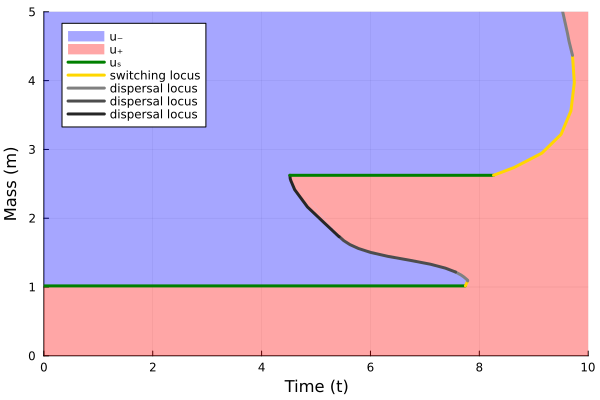 5
4
3
2
1
0
Mass (m)
u₋
u₊
uₛ
switching locus
dispersal locus
dispersal locus
dispersal locus
0 2 4 6 8 10
Time (t)